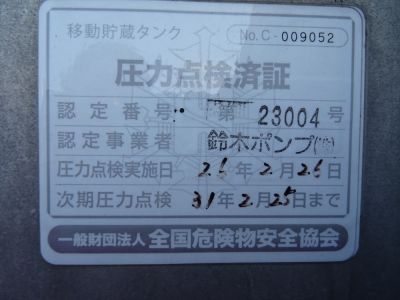 移動貯蔵タンク
No.C-009052
圧力点検済証
認定番号 第 23004 号
認定事業者 鈴木ポンプ(株)
圧力点検実施日 26年2月26日
次期圧力点検 31年2月25日まで
一般財団法人 全国危険物安全協会